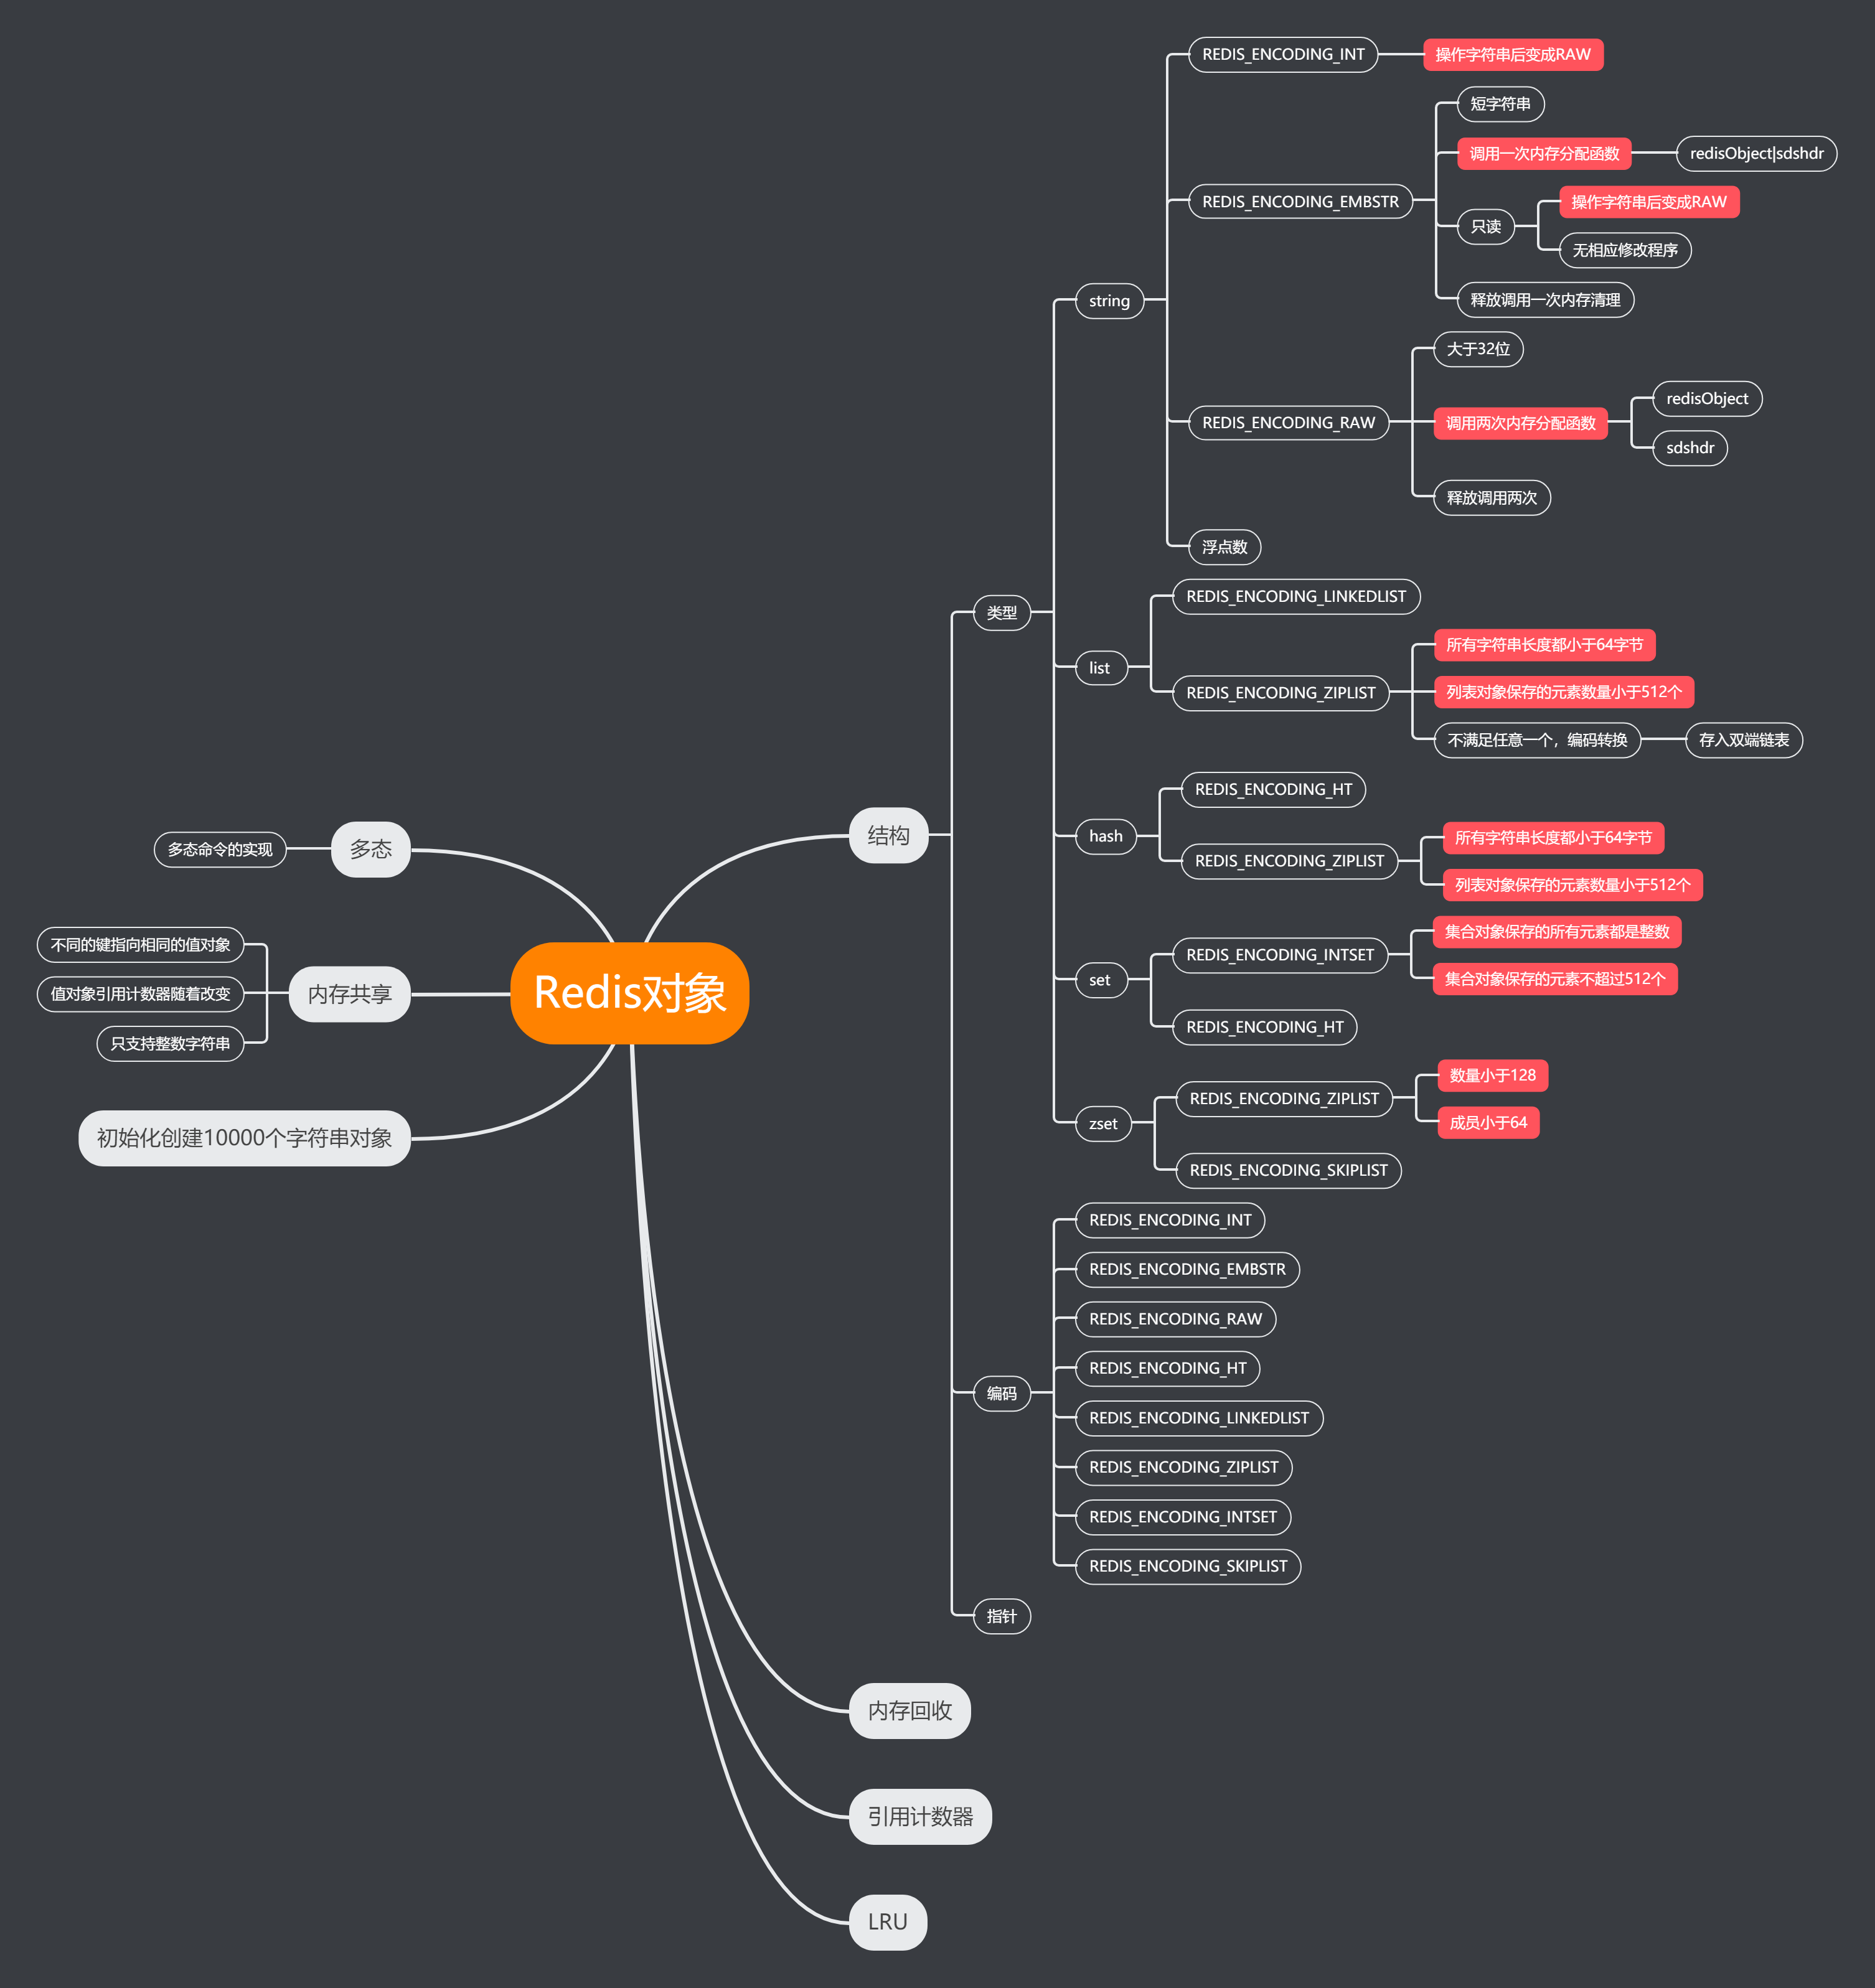 Redis对象
结构
类型
string
REDIS_ENCODING_INT
操作字符串后变成RAW
REDIS_ENCODING_EMBSTR
短字符串
调用一次内存分配函数
redisObject|sdshdr
只读
操作字符串后变成RAW
无相应修改程序
释放调用一次内存清理
REDIS_ENCODING_RAW
大于32位
调用两次内存分配函数
redisObject
sdshdr
释放调用两次
浮点数
list
REDIS_ENCODING_LINKEDLIST
REDIS_ENCODING_ZIPLIST
所有字符串长度都小于64字节
列表对象保存的元素数量小于512个
不满足任意一个，编码转换
存入双端链表
hash
REDIS_ENCODING_HT
REDIS_ENCODING_ZIPLIST
所有字符串长度都小于64字节
列表对象保存的元素数量小于512个
set
REDIS_ENCODING_INTSET
集合对象保存的所有元素都是整数
集合对象保存的元素不超过512个
REDIS_ENCODING_HT
zset
REDIS_ENCODING_ZIPLIST
数量小于128
成员小于64
REDIS_ENCODING_SKIPLIST
编码
REDIS_ENCODING_INT
REDIS_ENCODING_EMBSTR
REDIS_ENCODING_RAW
REDIS_ENCODING_HT
REDIS_ENCODING_LINKEDLIST
REDIS_ENCODING_ZIPLIST
REDIS_ENCODING_INTSET
REDIS_ENCODING_SKIPLIST
指针
内存回收
引用计数器
LRU
多态
多态命令的实现
内存共享
不同的键指向相同的值对象
值对象引用计数器随着改变
只支持整数字符串
初始化创建10000个字符串对象